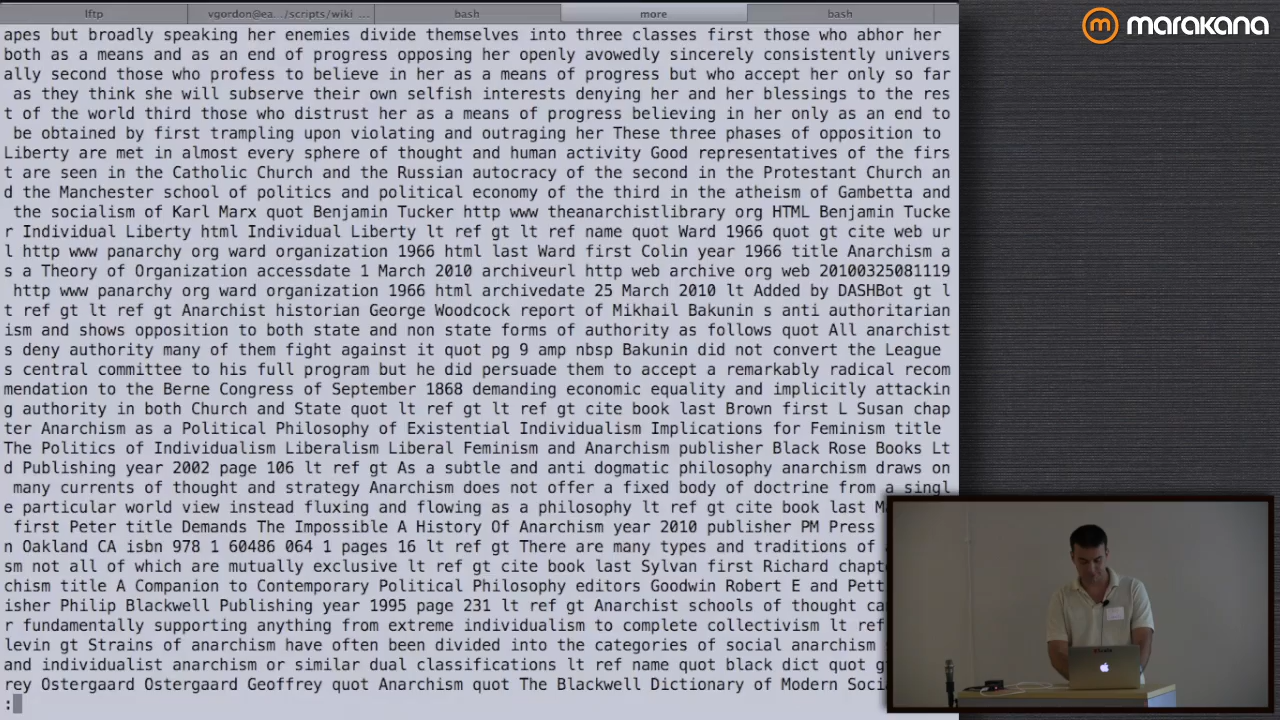 lftp vgordon@ea.../scripts/wiki ... bash more bash
marakana
apes but broadly speaking her enemies divide themselves into three classes first those who abhor her
both as a means and as an end of progress opposing her openly avowedly sincerely consistently univers
ally second those who profess to believe in her as a means of progress but who accept her only so far
as they think she will subserve their own selfish interests denying her and her blessings to the res
t of the world third those who distrust her as a means of progress believing in her only as an end to
be obtained by first trampling upon violating and outraging her These three phases of opposition to
Liberty are met in almost every sphere of thought and human activity Good representatives of the firs
t are seen in the Catholic Church and the Russian autocracy of the second in the Protestant Church an
d the Manchester school of politics and political economy of the third in the atheism of Gambetta and
the socialism of Karl Marx quot Benjamin Tucker http www theanarchistlibrary org HTML Benjamin Tucke
r Individual Liberty html Individual Liberty lt ref gt lt ref name quot Ward 1966 quot gt cite web ur
l http www panarchy org ward organization 1966 html last Ward first Colin year 1966 title Anarchism a
s a Theory of Organization accessdate 1 March 2010 archiveurl http web archive org web 20100325081119
http www panarchy org ward organization 1966 html archivedate 25 March 2010 lt Added by DASHBot gt l
t ref gt lt ref gt Anarchist historian George Woodcock report of Mikhail Bakunin s anti authoritarian
ism and shows opposition to both state and non state forms of authority as follows quot All anarchist
s deny authority many of them fight against it quot pg 9 amp nbsp Bakunin did not convert the League
s central committee to his full program but he did persuade them to accept a remarkably radical recom
mendation to the Berne Congress of September 1868 demanding economic equality and implicitly attackin
g authority in both Church and State quot lt ref gt lt ref gt cite book last Brown first L Susan chap
ter Anarchism as a Political Philosophy of Existential Individualism Implications for Feminism title
The Politics of Individualism Liberalism Liberal Feminism and Anarchism publisher Black Rose Books Lt
d Publishing year 2002 page 106 lt ref gt As a subtle and anti dogmatic philosophy anarchism draws on
many currents of thought and strategy Anarchism does not offer a fixed body of doctrine from a singl
e particular world view instead fluxing and flowing as a philosophy lt ref gt cite book last
first Peter title Demands The Impossible A History Of Anarchism year 2010 publisher PM Press
n Oakland CA isbn 978 1 60486 064 1 pages 16 lt ref gt There are many types and traditions of
sm not all of which are mutually exclusive lt ref gt cite book last Sylvan first Richard chapt
chism title A Companion to Contemporary Political Philosophy editors Goodwin Robert E and Pett
isher Philip Blackwell Publishing year 1995 page 231 lt ref gt Anarchist schools of thought ca
r fundamentally supporting anything from extreme individualism to complete collectivism lt ref
levin gt Strains of anarchism have often been divided into the categories of social anarchism
and individualist anarchism or similar dual classifications lt ref name quot black dict quot g
rey Ostergaard Ostergaard Geoffrey quot Anarchism quot The Blackwell Dictionary of Modern Soci
: